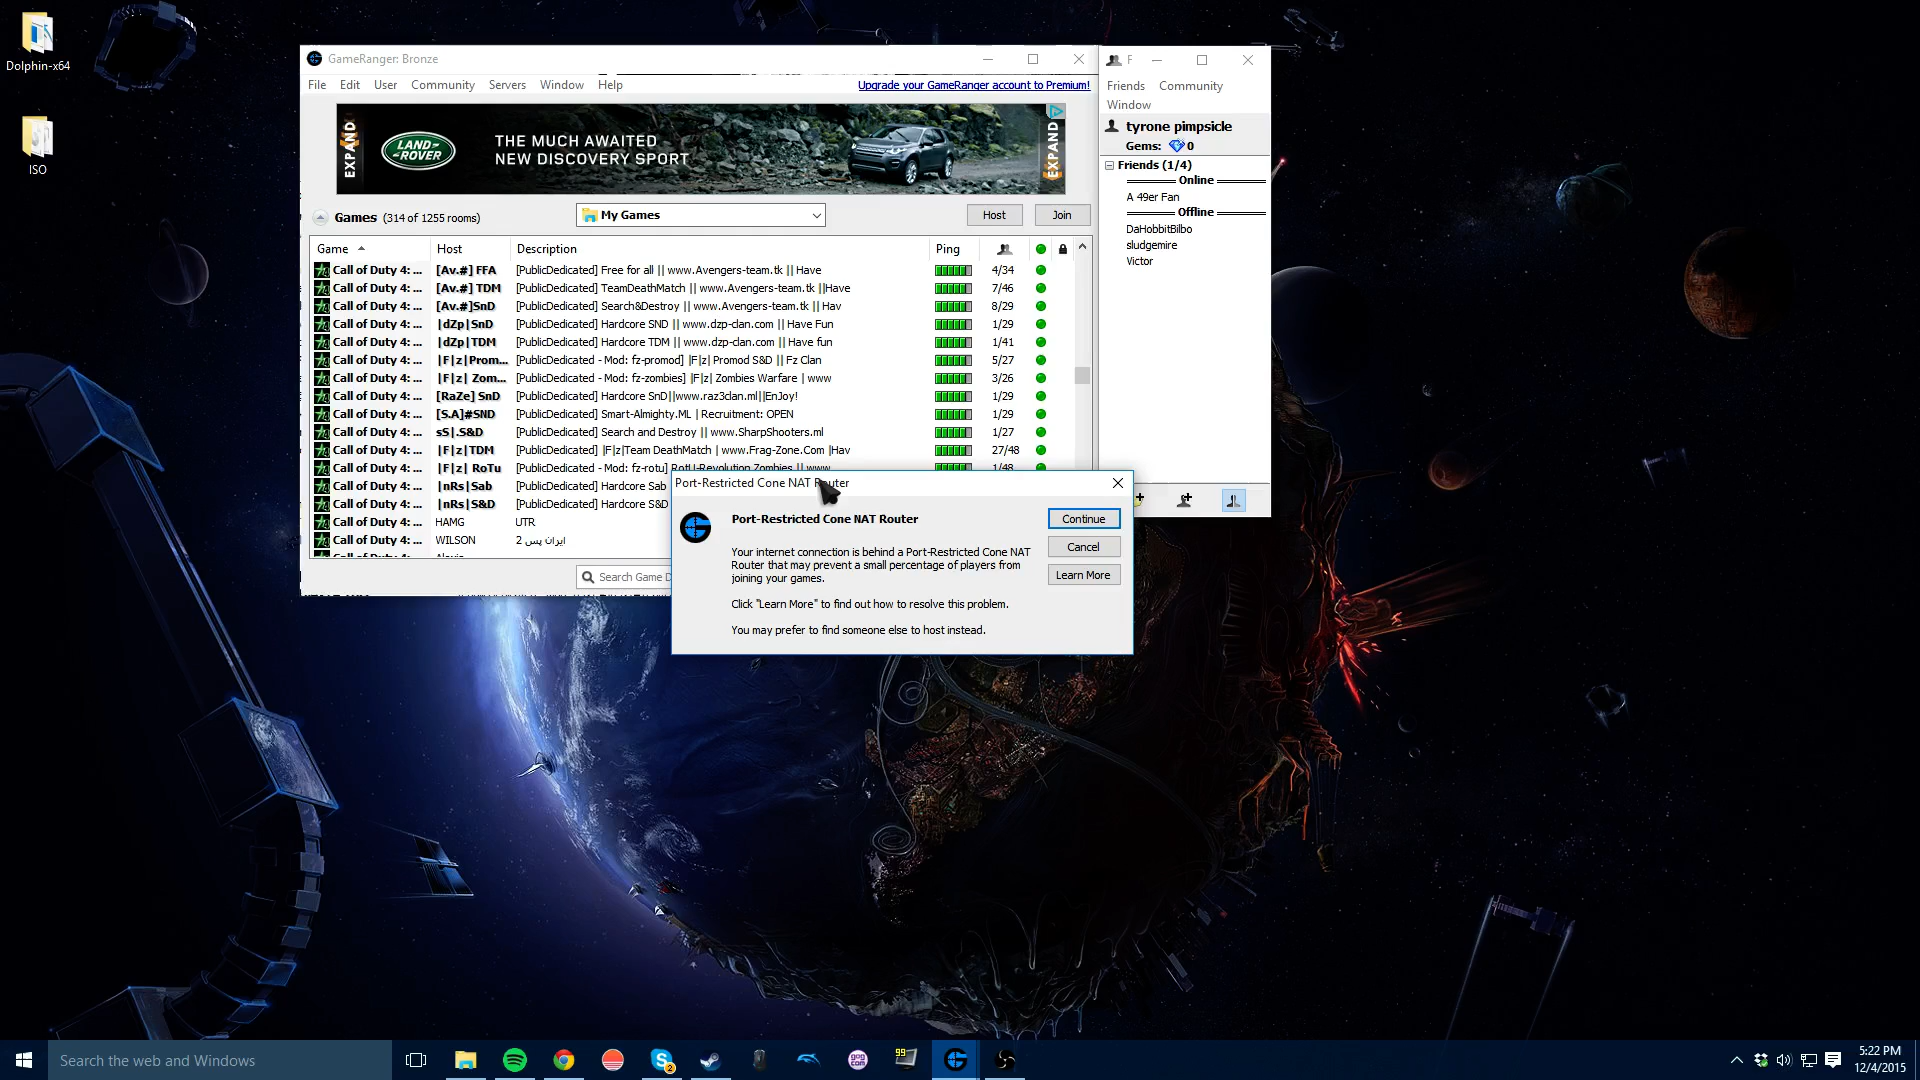 Dolphin-x64
ISO
GameRanger: Bronze
File Edit User Community Servers Window Help
Upgrade your GameRanger account to Premium!
EXPAND
LAND-
ROVER
THE MUCH AWAITED
NEW DISCOVERY SPORT
EXPAND
Games (314 of 1255 rooms)
My Games
Host
Join
Game Host Description Ping
Call of Duty 4: ... [Av.#] FFA [PublicDedicated] Free for all || www.Avengers-team.tk || Have 4/34
Call of Duty 4: ... [Av.#] TDM [PublicDedicated] TeamDeathMatch || www.Avengers-team.tk ||Have 7/46
Call of Duty 4: ... [Av.#]SnD [PublicDedicated] Search&Destroy || www.Avengers-team.tk || Hav 8/29
Call of Duty 4: ... |dZp|SnD [PublicDedicated] Hardcore SND || www.dzp-clan.com || Have Fun 1/29
Call of Duty 4: ... |dZp|TDM [PublicDedicated] Hardcore TDM || www.dzp-clan.com || Have fun 1/41
Call of Duty 4: ... |F|z|Prom... [PublicDedicated - Mod: fz-promod] |F|z| Promod S&D || Fz Clan 5/27
Call of Duty 4: ... |F|z| Zom... [PublicDedicated - Mod: fz-zombies] |F|z| Zombies Warfare | www 3/26
Call of Duty 4: ... [RaZe] SnD [PublicDedicated] Hardcore SnD||www.raz3clan.ml||EnJoy! 1/29
Call of Duty 4: ... [S.A]#SND [PublicDedicated] Smart-Almighty.ML | Recruitment: OPEN 1/29
Call of Duty 4: ... sS|.S&D [PublicDedicated] Search and Destroy || www.SharpShooters.ml 1/27
Call of Duty 4: ... |F|z|TDM [PublicDedicated] |F|z|Team DeathMatch | www.Frag-Zone.Com |Hav 27/48
Call of Duty 4: ... |F|z| RoTu [PublicDedicated - Mod: fz-rotu] RotU-Revolution Zombies || www 1/48
Call of Duty 4: ... |nRs|Sab [PublicDedicated] Hardcore Sab
Call of Duty 4: ... |nRs|S&D [PublicDedicated] Hardcore S&D
Call of Duty 4: ... HAMG UTR
Call of Duty 4: ... WILSON ایران پس 2
Search Game D
F
Friends Community
Window
tyrone pimpsicle
Gems: 0
Friends (1/4)
Online
A 49er Fan
Offline
DaHobbitBilbo
sludgemire
Victor
Port-Restricted Cone NAT Router
Port-Restricted Cone NAT Router
Your internet connection is behind a Port-Restricted Cone NAT
Router that may prevent a small percentage of players from
joining your games.
Click "Learn More" to find out how to resolve this problem.
You may prefer to find someone else to host instead.
Continue
Cancel
Learn More
Search the web and Windows
2
gog
com
99
5:22 PM
12/4/2015